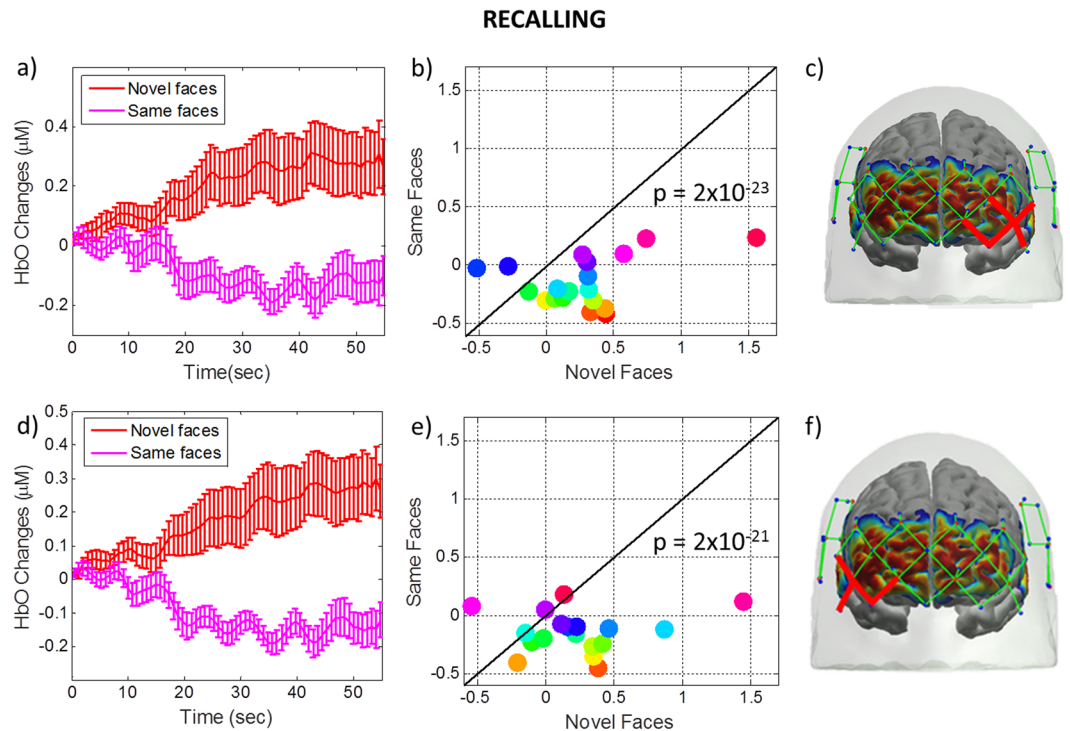 RECALLING
a)
Novel faces
Same faces
0.4
0.2
0
-0.2
HbO Changes (μM)
0 10 20 30 40 50
Time(sec)
b)
1.5
1
0.5
0
-0.5
Same Faces
p = 2x10-23
-0.5 0 0.5 1 1.5
Novel Faces
c)
d)
Novel faces
Same faces
0.5
0.4
0.3
0.2
0.1
0
-0.1
-0.2
HbO Changes (μM)
0 10 20 30 40 50
Time (sec)
e)
1.5
1
0.5
0
-0.5
Same Faces
p = 2x10-21
-0.5 0 0.5 1 1.5
Novel Faces
f)